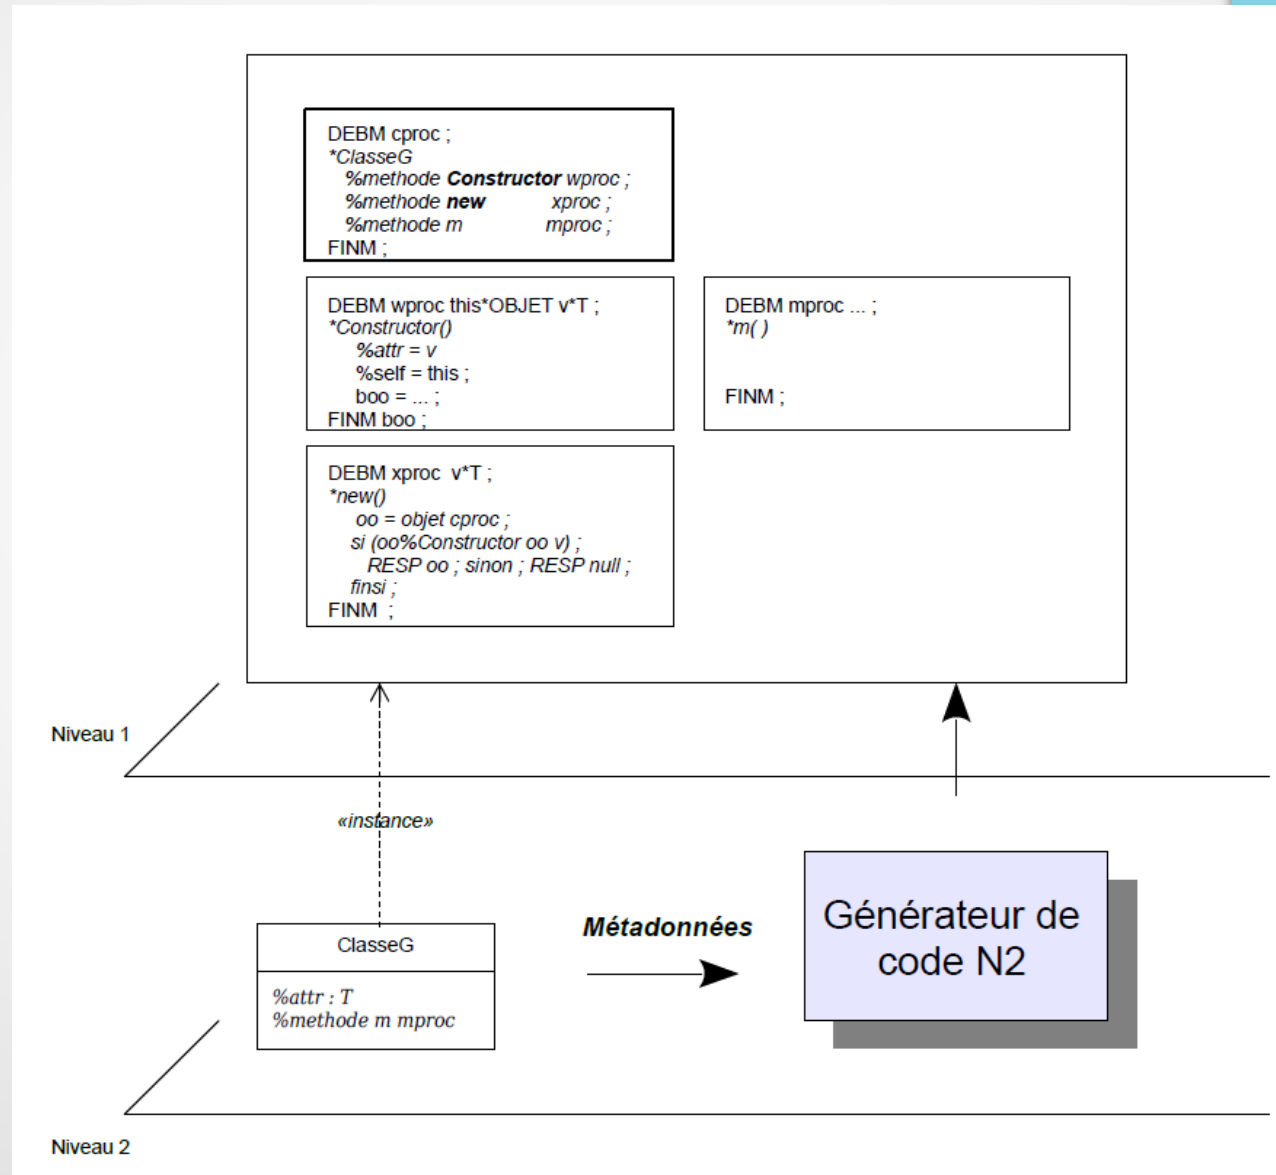 DEBM cproc ;
*ClasseG
%methode Constructor wproc ;
%methode new xproc ;
%methode m mproc ;
FINM ;
DEBM wproc this*OBJET v*T ;
*Constructor()
%attr = v
%self = this ;
boo = ... ;
FINM boo ;
DEBM mproc ... ;
*m( )
FINM ;
DEBM xproc v*T ;
*new()
oo = objet cproc ;
si (oo%Constructor oo v) ;
RESP oo ; sinon ; RESP null ;
finsi ;
FINM ;
Niveau 1
«instance»
ClasseG
%attr : T
%methode m mproc
Métadonnées
Générateur de
code N2
Niveau 2